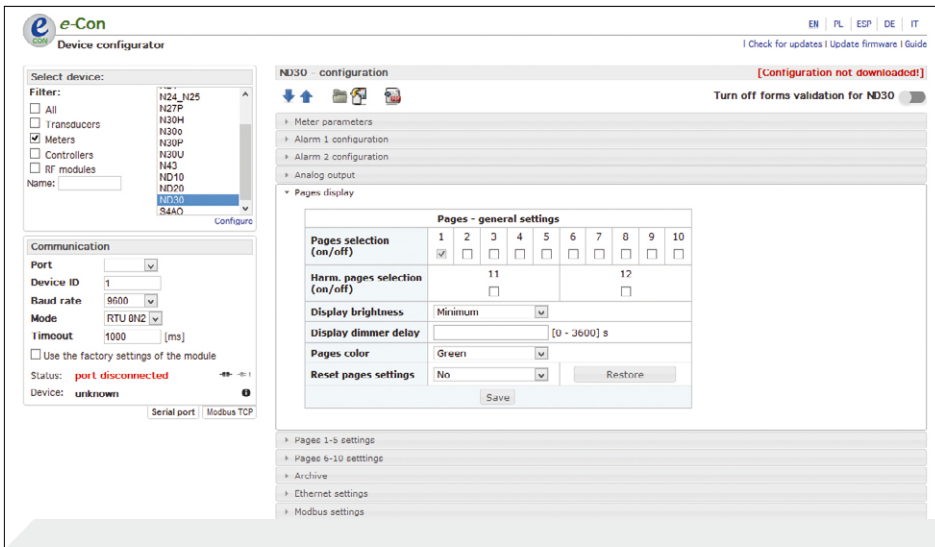 e e-Con
CON Device configurator
EN | PL | ESP | DE | IT
| Check for updates | Update firmware | Guide
Select device:
Filter:
All
Transducers
Meters
Controllers
RF modules
Name:
N24_N25
N27P
N30H
N30o
N30P
N30U
N43
ND10
ND20
ND30
S4AO
Configure
Communication
Port
Device ID 1
Baud rate 9600
Mode RTU 8N2
Timeout 1000 [ms]
Use the factory settings of the module
Status: port disconnected
Device: unknown
Serial port Modbus TCP
ND30 - configuration [Configuration not downloaded!]
Turn off forms validation for ND30
Meter parameters
Alarm 1 configuration
Alarm 2 configuration
Analog output
Pages display
Pages - general settings
Pages selection (on/off) 1 2 3 4 5 6 7 8 9 10
Harm. pages selection (on/off) 11 12
Display brightness Minimum
Display dimmer delay [0 - 3600] s
Pages color Green
Reset pages settings No Restore
Save
Pages 1-5 settings
Pages 6-10 setttings
Archive
Ethernet settings
Modbus settings